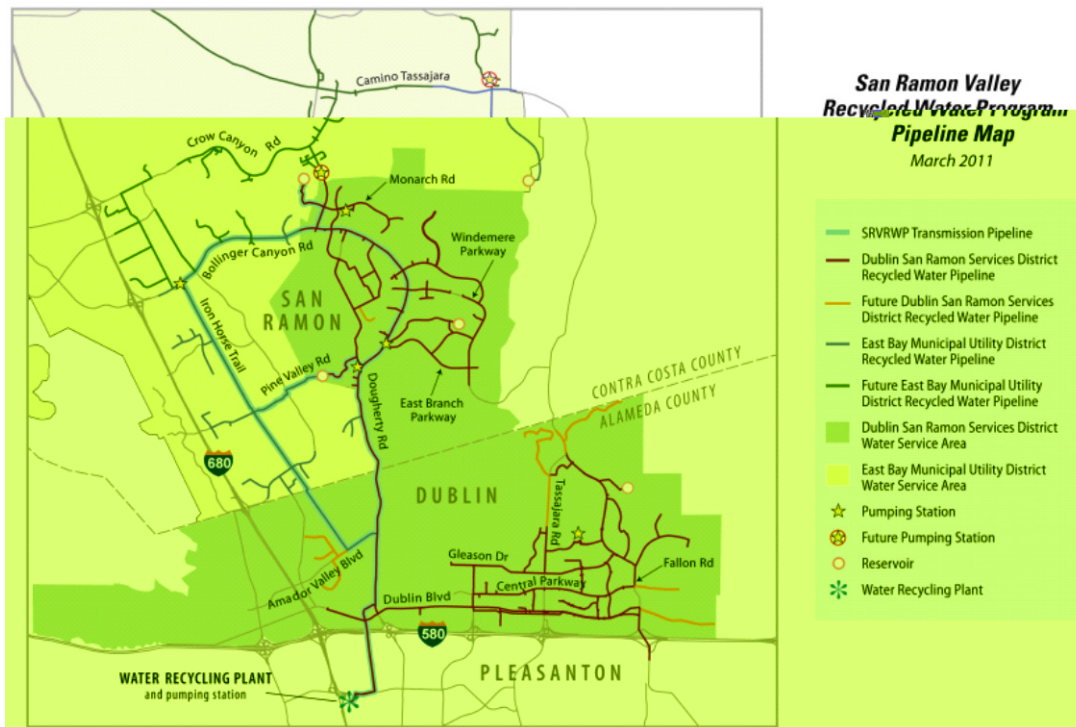 San Ramon Valley
Recycled Water Program
Pipeline Map
March 2011
Camino Tassajara
Crow Canyon
Rd
Monarch Rd
Bollinger Canyon Rd
Windemere
Parkway
SAN
RAMON
Iron Horse Trail
Pine Valley Rd
East Branch
Parkway
Dougherty Rd
CONTRA COSTA COUNTY
ALAMEDA COUNTY
680
DUBLIN
Tassajara Rd
Gleason Dr
Fallon Rd
Central Parkway
Amador Valley Blvd
Dublin Blvd
580
PLEASANTON
WATER RECYCLING PLANT
and pumping station
SRVRWP Transmission Pipeline
Dublin San Ramon Services District
Recycled Water Pipeline
Future Dublin San Ramon Services
District Recycled Water Pipeline
East Bay Municipal Utility District
Recycled Water Pipeline
Future East Bay Municipal Utility
District Recycled Water Pipeline
Dublin San Ramon Services District
Water Service Area
East Bay Municipal Utility District
Water Service Area
Pumping Station
Future Pumping Station
Reservoir
Water Recycling Plant